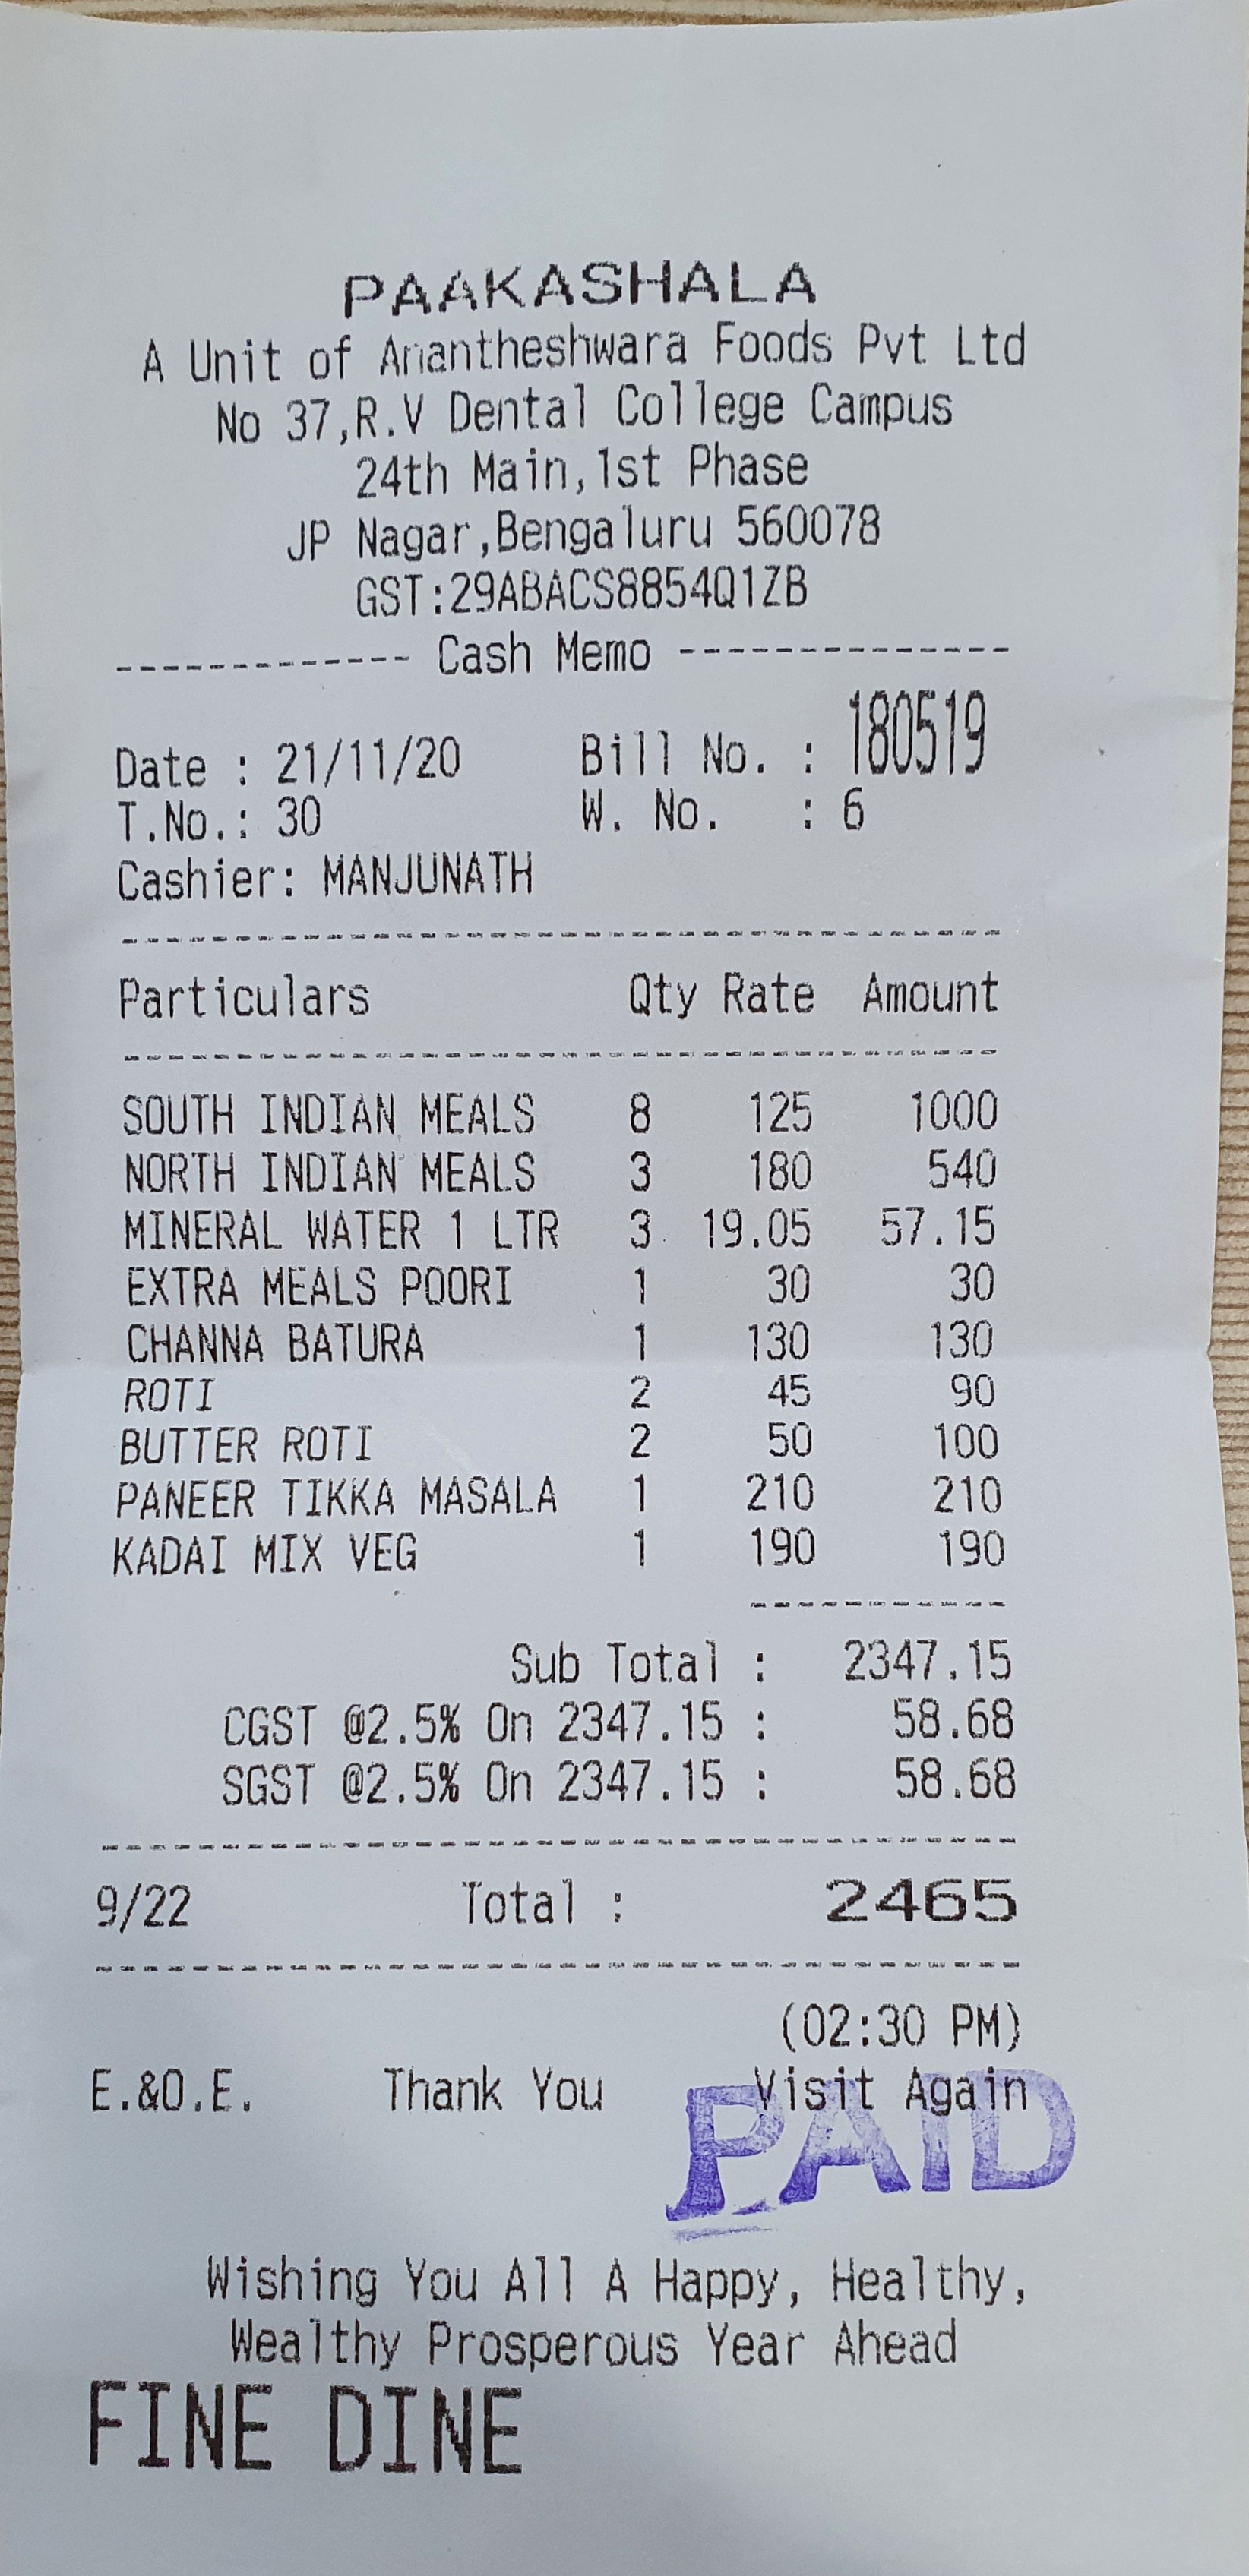 PAAKASHALA
A Unit of Anantheshwara Foods Pvt Ltd
No 37,R.V Dental College Campus
24th Main,1st Phase
JP Nagar,Bengaluru 560078
GST:29ABACS8854Q1ZB
------------- Cash Memo --------------
Date : 21/11/20 Bill No. : 180519
T.No.: 30 W. No. : 6
Cashier: MANJUNATH
Particulars Qty Rate Amount
SOUTH INDIAN MEALS 8 125 1000
NORTH INDIAN MEALS 3 180 540
MINERAL WATER 1 LTR 3 19.05 57.15
EXTRA MEALS POORI 1 30 30
CHANNA BATURA 1 130 130
ROTI 2 45 90
BUTTER ROTI 2 50 100
PANEER TIKKA MASALA 1 210 210
KADAI MIX VEG 1 190 190
Sub Total : 2347.15
CGST @2.5% On 2347.15 : 58.68
SGST @2.5% On 2347.15 : 58.68
9/22 Total : 2465
(02:30 PM)
E.&O.E. Thank You Visit Again
PAID
Wishing You All A Happy, Healthy,
Wealthy Prosperous Year Ahead
FINE DINE